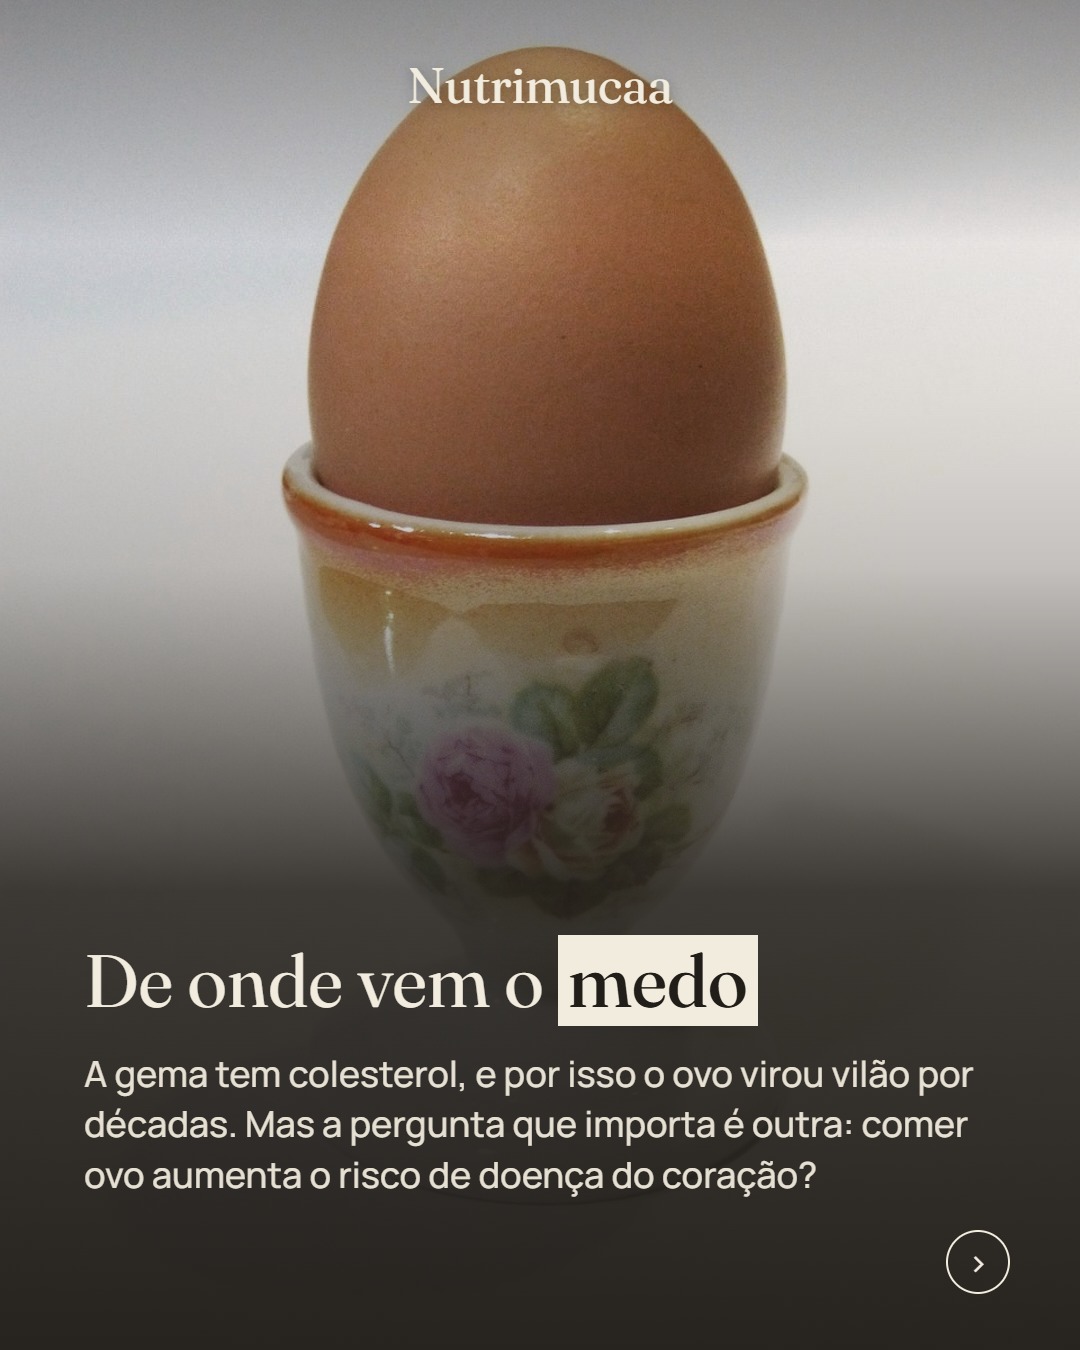 Nutrimucaa
De onde vem o medo
A gema tem colesterol, e por isso o ovo virou vilão por
décadas. Mas a pergunta que importa é outra: comer
ovo aumenta o risco de doença do coração?